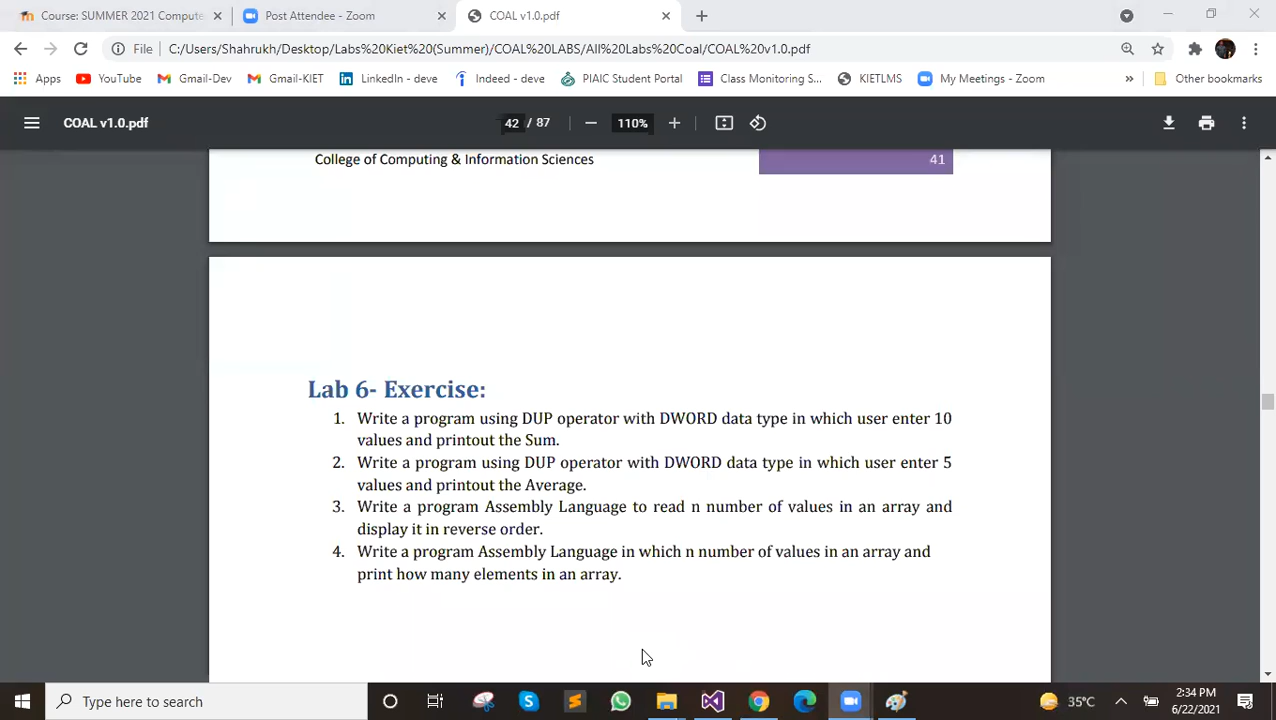 Course: SUMMER 2021 Compute
Post Attendee - Zoom
COAL v1.0.pdf
File
C:/Users/Shahrukh/Desktop/Labs%20Kiet%20(Summer)/COAL%20LABS/All%20Labs%20Coal/COAL%20v1.0.pdf
Apps
YouTube
Gmail-Dev
Gmail-KIET
LinkedIn - deve
Indeed - deve
PIAIC Student Portal
Class Monitoring S...
KIETLMS
My Meetings - Zoom
»
Other bookmarks
COAL v1.0.pdf
42 / 87
110%
College of Computing & Information Sciences
41
Lab 6- Exercise:
1. Write a program using DUP operator with DWORD data type in which user enter 10
values and printout the Sum.
2. Write a program using DUP operator with DWORD data type in which user enter 5
values and printout the Average.
3. Write a program Assembly Language to read n number of values in an array and
display it in reverse order.
4. Write a program Assembly Language in which n number of values in an array and
print how many elements in an array.
Type here to search
35°C
2:34 PM
6/22/2021